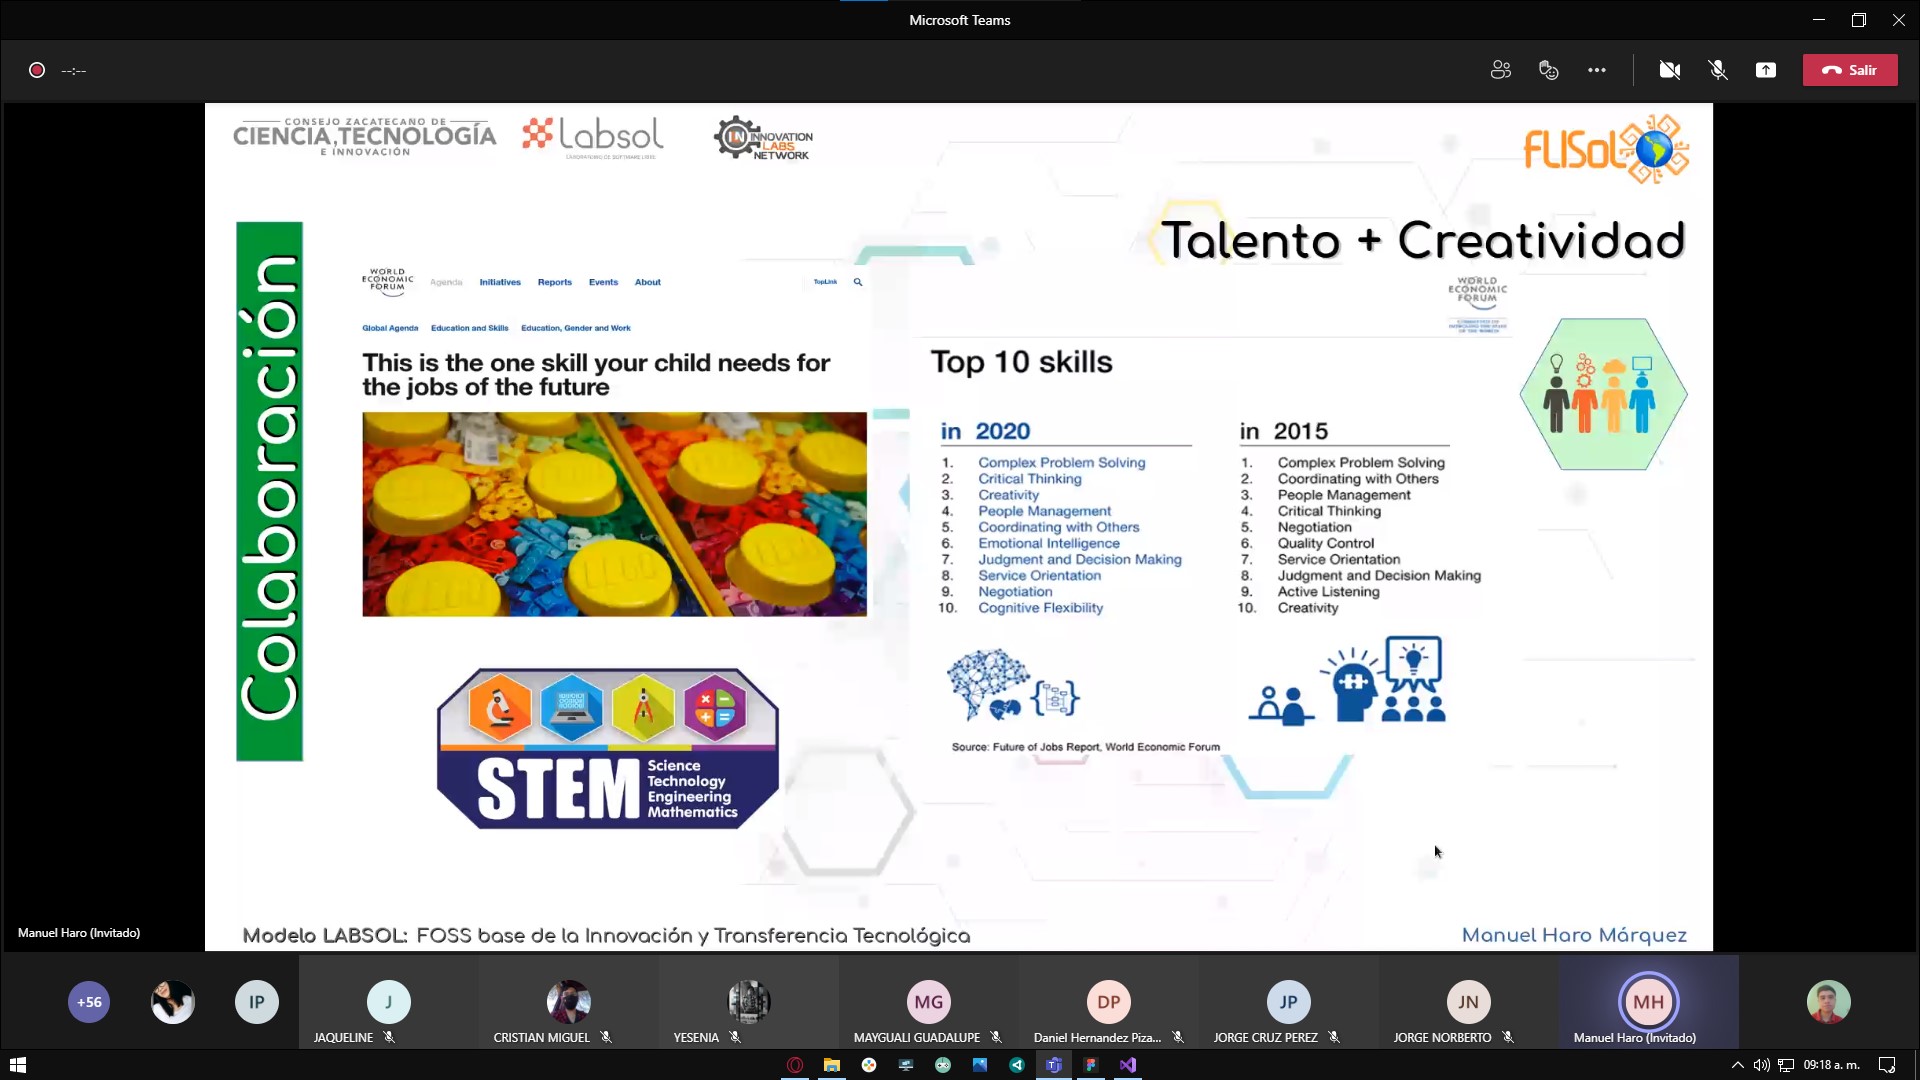 Microsoft Teams
--:--
Salir
CONSEJO ZACATECANO DE
CIENCIA, TECNOLOGÍA
E INNOVACIÓN
labsol
LABORATORIO DE SOFTWARE LIBRE
IN INNOVATION
LABS
NETWORK
FLISoL
Talento + Creatividad
Colaboración
WORLD
ECONOMIC
FORUM
Agenda Initiatives Reports Events About
TopLink
Global Agenda Education and Skills Education, Gender and Work
This is the one skill your child needs for
the jobs of the future
STEM
Science
Technology
Engineering
Mathematics
WORLD
ECONOMIC
FORUM
Top 10 skills
in 2020
1. Complex Problem Solving
2. Critical Thinking
3. Creativity
4. People Management
5. Coordinating with Others
6. Emotional Intelligence
7. Judgment and Decision Making
8. Service Orientation
9. Negotiation
10. Cognitive Flexibility
in 2015
1. Complex Problem Solving
2. Coordinating with Others
3. People Management
4. Critical Thinking
5. Negotiation
6. Quality Control
7. Service Orientation
8. Judgment and Decision Making
9. Active Listening
10. Creativity
Source: Future of Jobs Report, World Economic Forum
Manuel Haro (Invitado)
Modelo LABSOL: FOSS base de la Innovación y Transferencia Tecnológica
Manuel Haro Márquez
+56
IP
J
JAQUELINE
CRISTIAN MIGUEL
YESENIA
MG
MAYGUALI GUADALUPE
DP
Daniel Hernandez Piza...
JP
JORGE CRUZ PEREZ
JN
JORGE NORBERTO
MH
Manuel Haro (Invitado)
09:18 a. m.